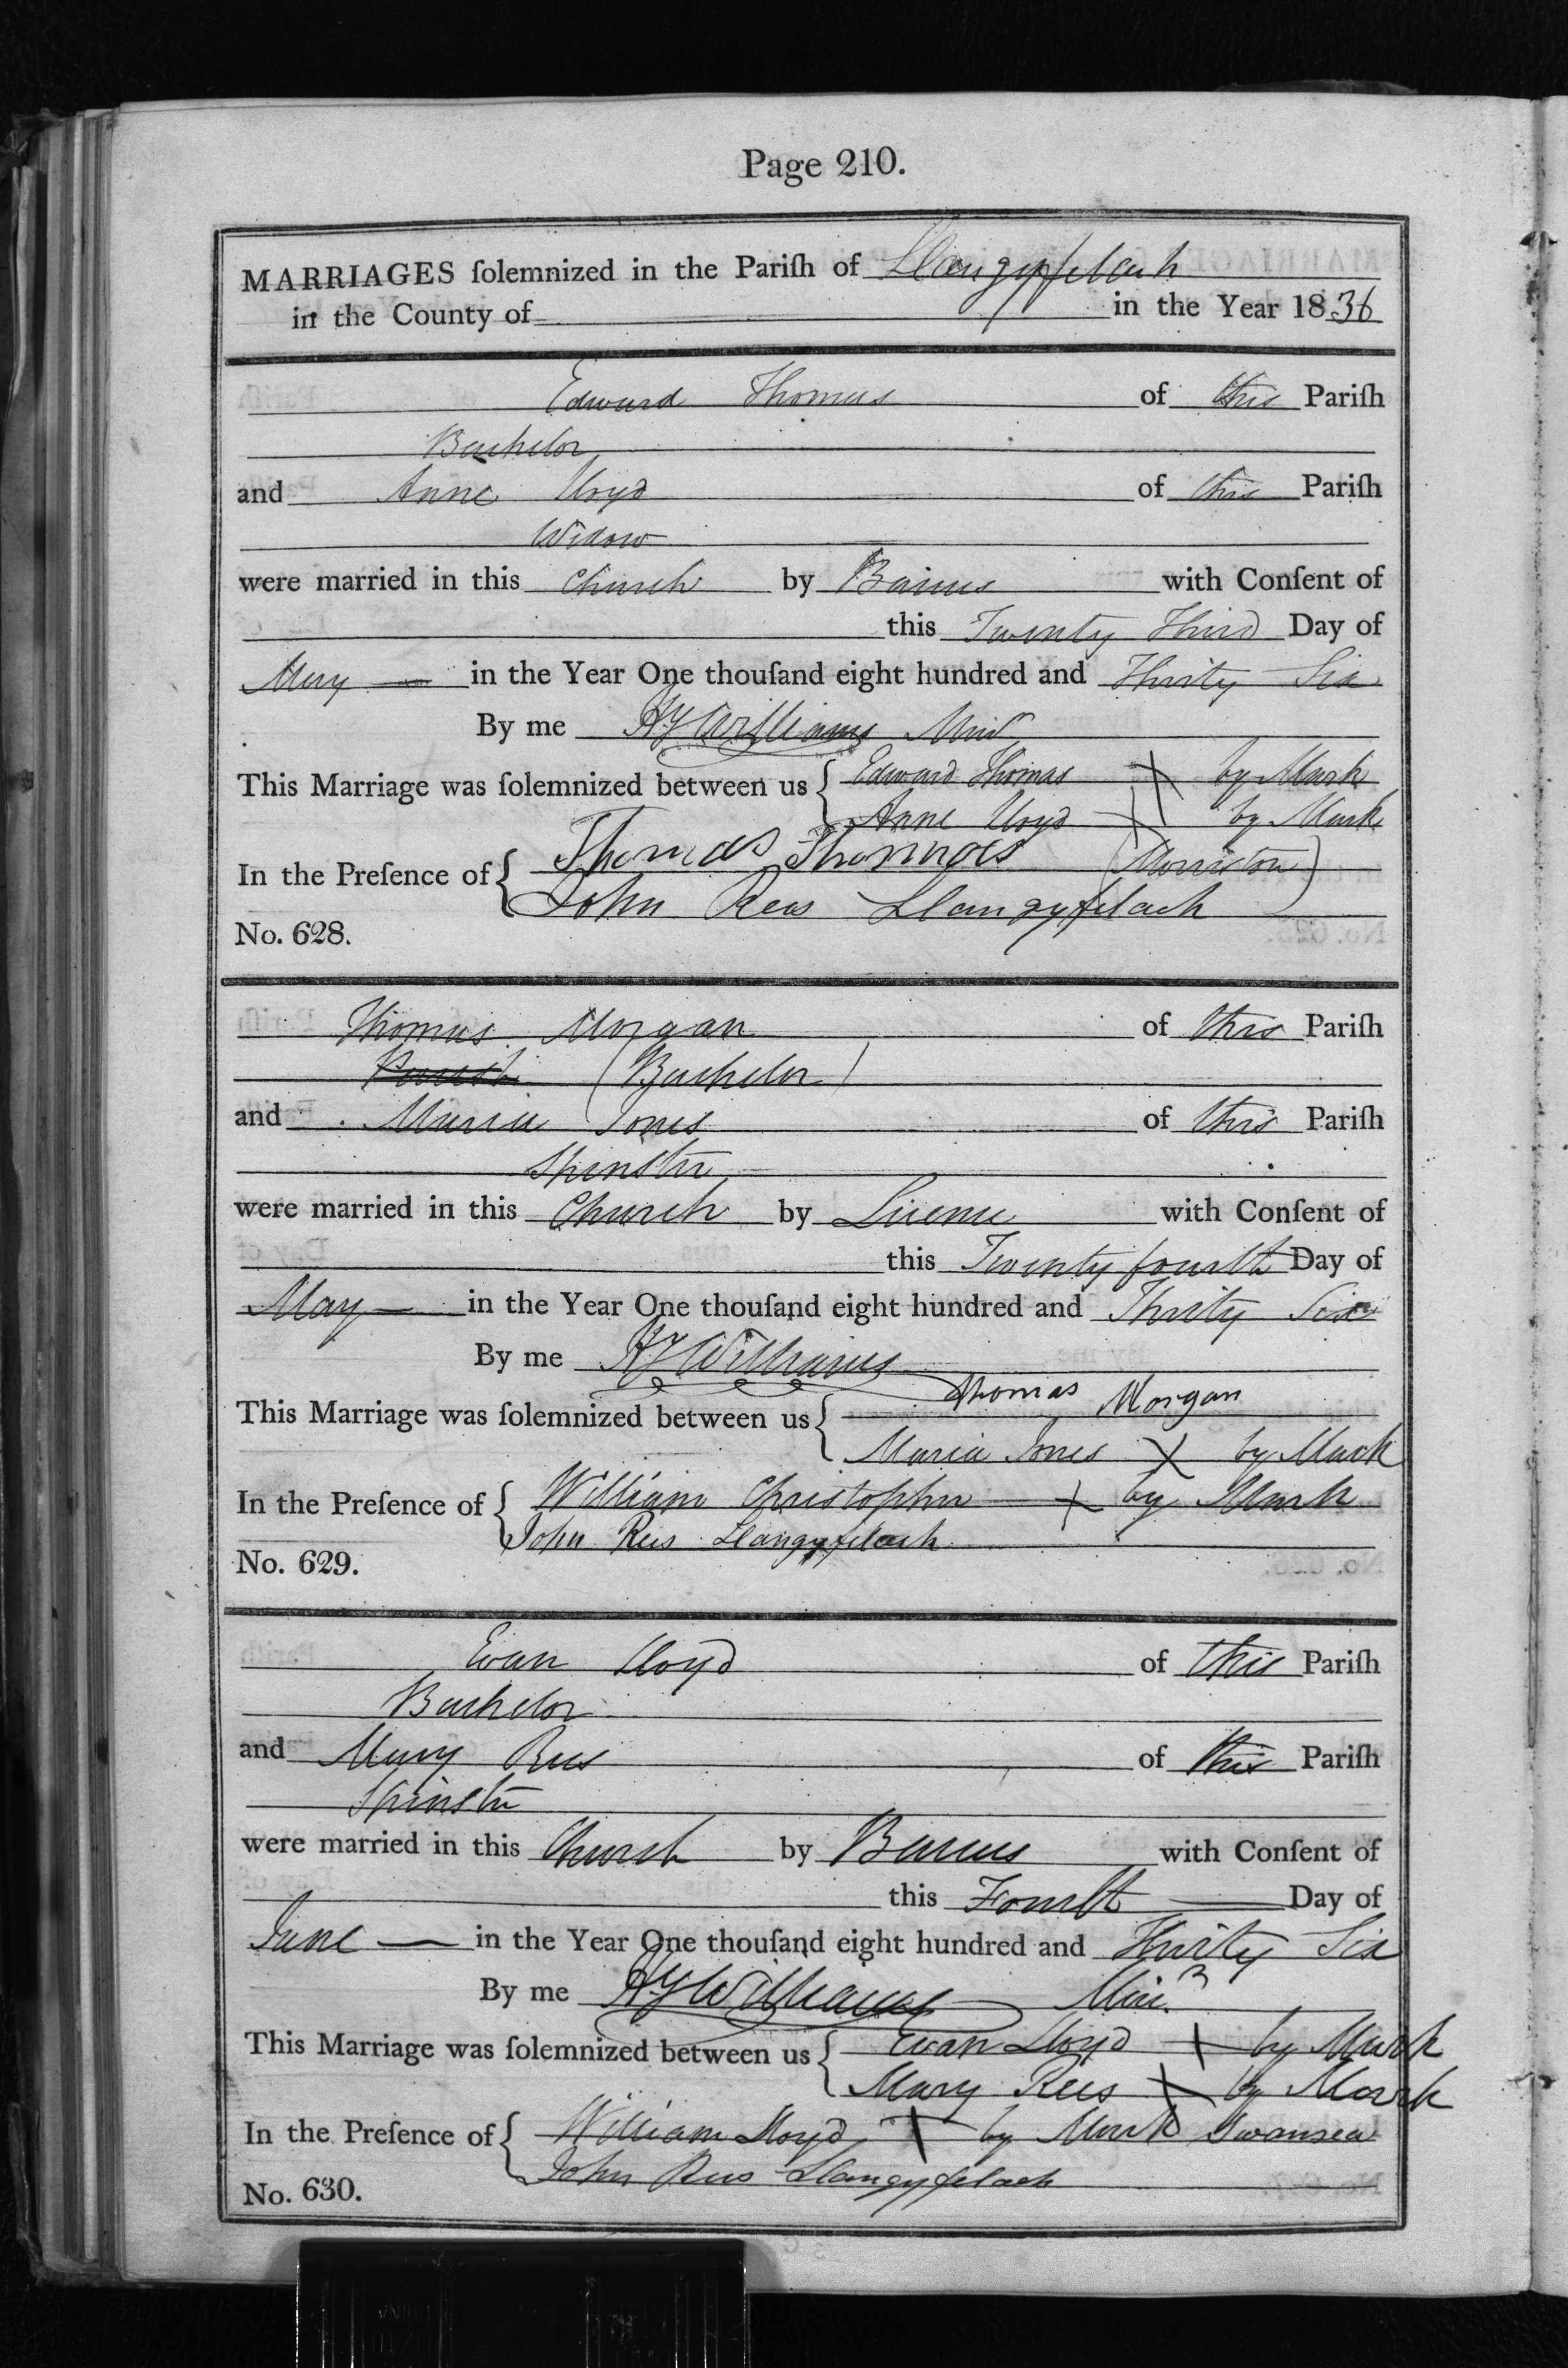 Page 210.
MARRIAGES ſolemnized in the Pariſh of Llangyfelach
in the County of in the Year 1836
Edward Thomas of this Pariſh
Bachelor
and Anne Lloyd of this Pariſh
Widow
were married in this Church by Banns with Conſent of
this Twenty Third Day of
May — in the Year One thouſand eight hundred and Thirty Six
By me Hy Williams Minr
This Marriage was ſolemnized between us { Edward Thomas X by Mark
Anne Lloyd X by Mark
In the Preſence of { Thomas Thomas (Morriston)
John Rees Llangyfelach
No. 628.
Thomas Morgan of this Pariſh
(Bachelor)
and Maria Jones of this Pariſh
Spinster
were married in this Church by Licence with Conſent of
this Twenty fourth Day of
May — in the Year One thouſand eight hundred and Thirty Six
By me Hy Williams
This Marriage was ſolemnized between us { Thomas Morgan
Maria Jones X by Mark
In the Preſence of { William Christopher X by Mark
John Rees Llangyfelach
No. 629.
Evan Lloyd of this Pariſh
Bachelor
and Mary Rees of this Pariſh
Spinster
were married in this Church by Banns with Conſent of
this Fourth — Day of
June — in the Year One thouſand eight hundred and Thirty Six
By me Hy Williams Minr
This Marriage was ſolemnized between us { Evan Lloyd X by Mark
Mary Rees X by Mark
In the Preſence of { William Lloyd X by Mark Swansea
John Rees Llangyfelach
No. 630.